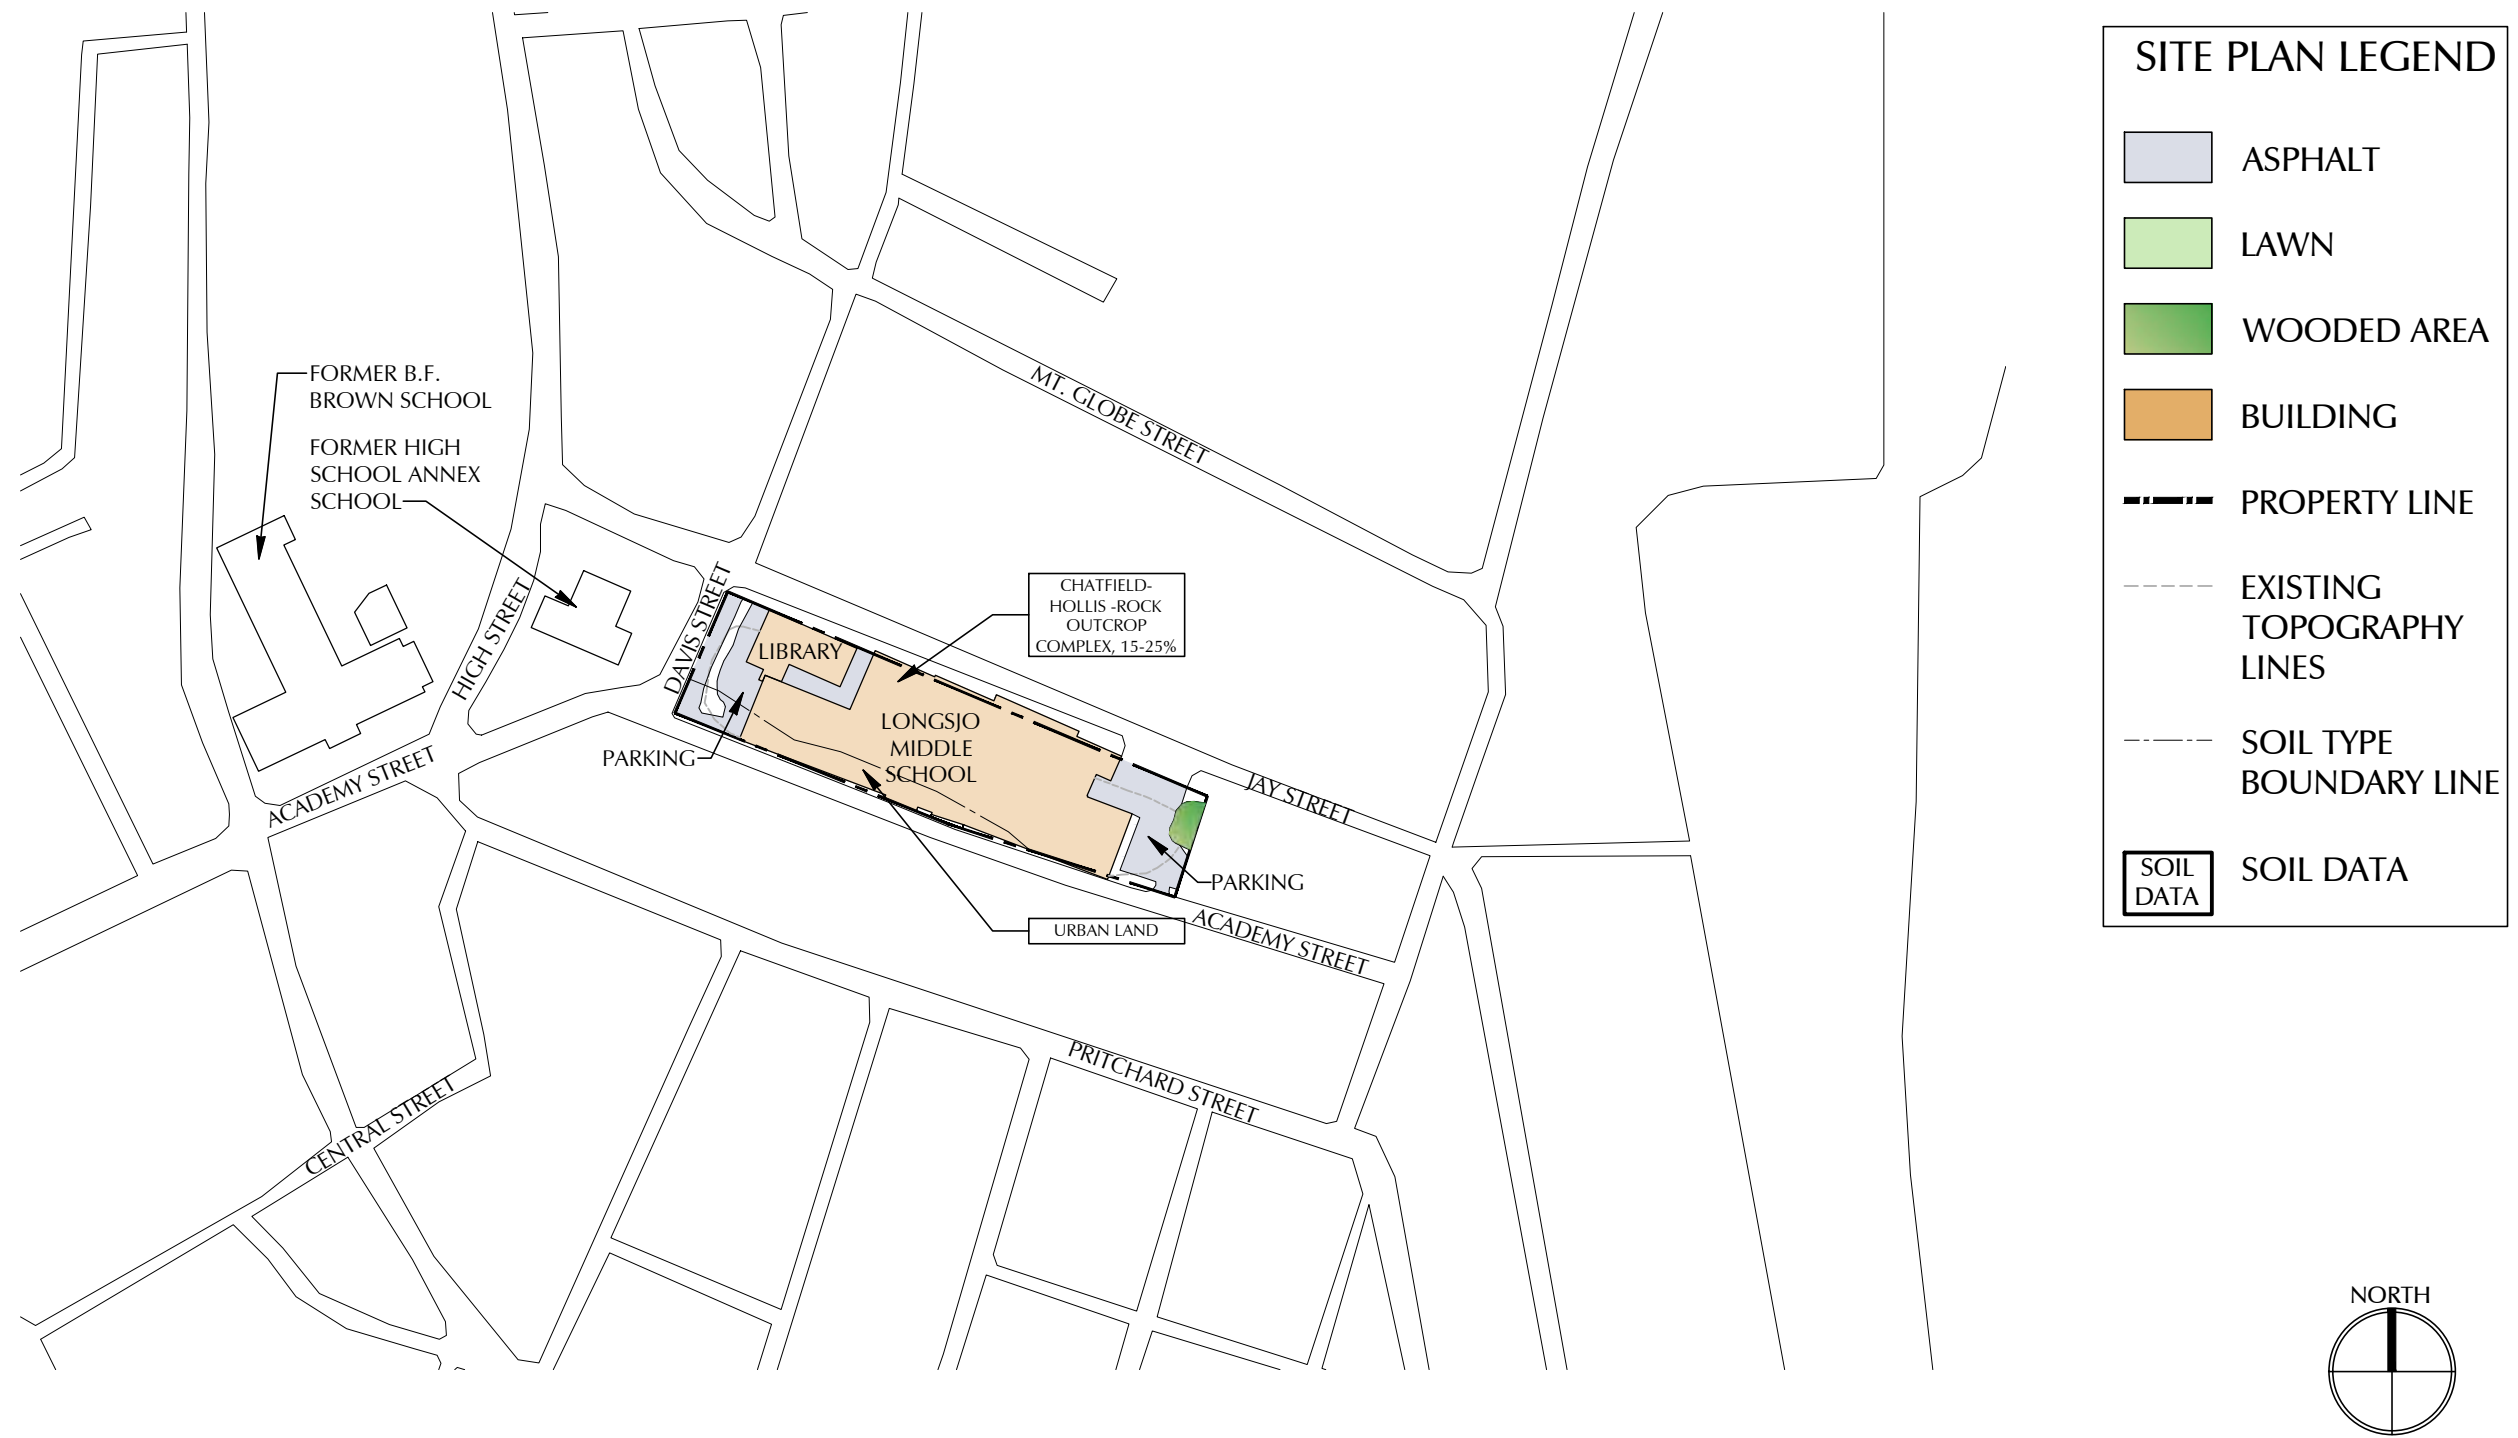 SITE PLAN LEGEND
ASPHALT
LAWN
WOODED AREA
BUILDING
PROPERTY LINE
EXISTING
TOPOGRAPHY
LINES
SOIL TYPE
BOUNDARY LINE
SOIL
DATA
SOIL DATA
FORMER B.F.
BROWN SCHOOL
FORMER HIGH
SCHOOL ANNEX
SCHOOL
MT. GLOBE STREET
HIGH STREET
DAVIS STREET
CHATFIELD-
HOLLIS -ROCK
OUTCROP
COMPLEX, 15-25%
LIBRARY
LONGSJO
MIDDLE
SCHOOL
PARKING
ACADEMY STREET
JAY STREET
PARKING
URBAN LAND
ACADEMY STREET
PRITCHARD STREET
CENTRAL STREET
NORTH